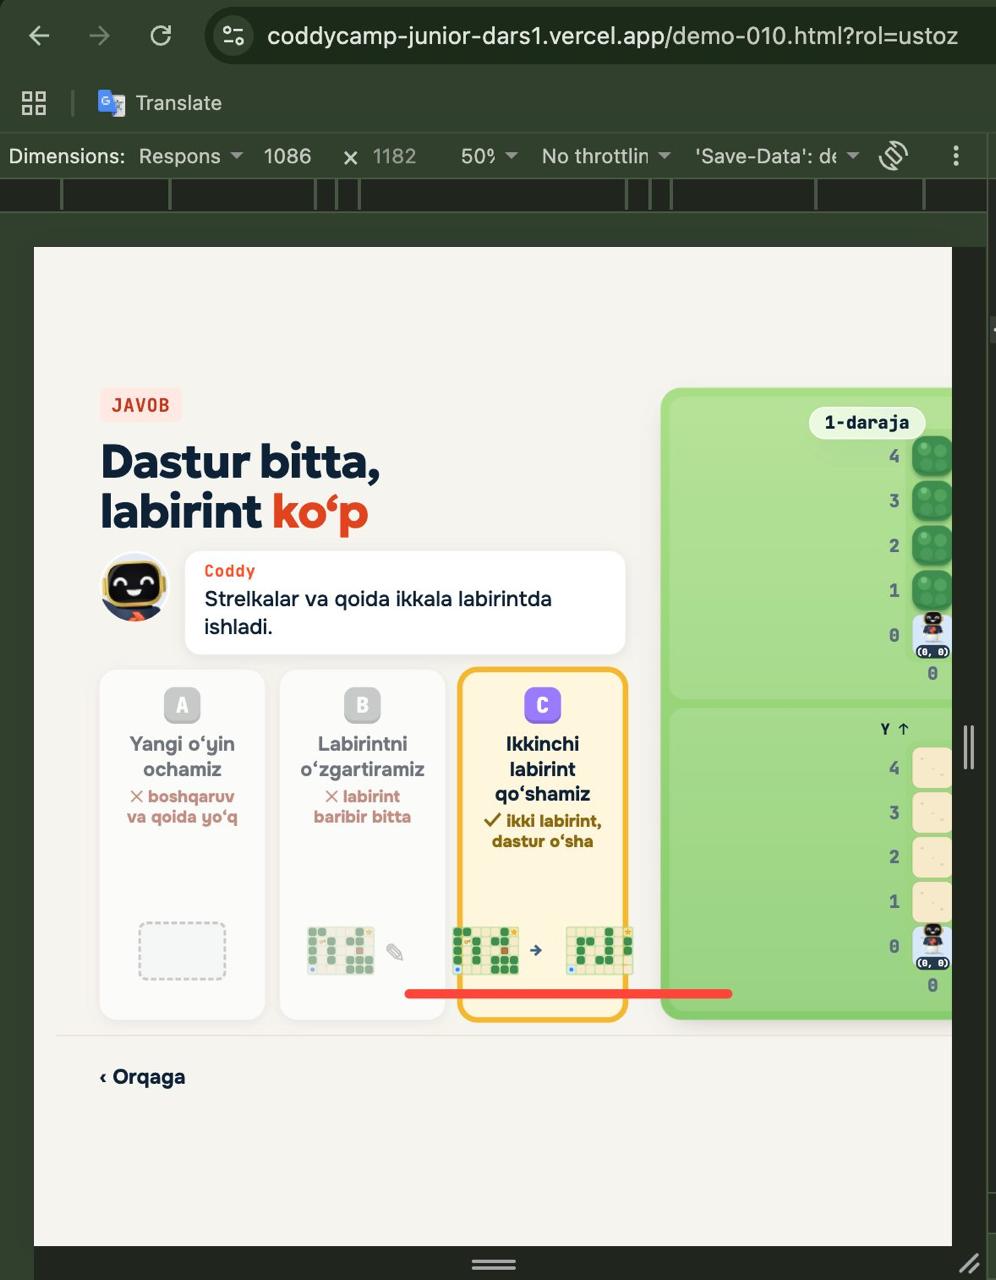 coddycamp-junior-dars1.vercel.app/demo-010.html?rol=ustoz
Translate
Dimensions: Respons 1086 x 1182 50% No throttlin 'Save-Data': de
JAVOB
Dastur bitta,
labirint ko‘p
Coddy
Strelkalar va qoida ikkala labirintda
ishladi.
A
Yangi o‘yin
ochamiz
✕ boshqaruv
va qoida yo‘q
B
Labirintni
o‘zgartiramiz
✕ labirint
baribir bitta
C
Ikkinchi
labirint
qo‘shamiz
✓ ikki labirint,
dastur o‘sha
‹ Orqaga
1-daraja
4
3
2
1
0
(0, 0)
0
Y ↑
4
3
2
1
0
(0, 0)
0